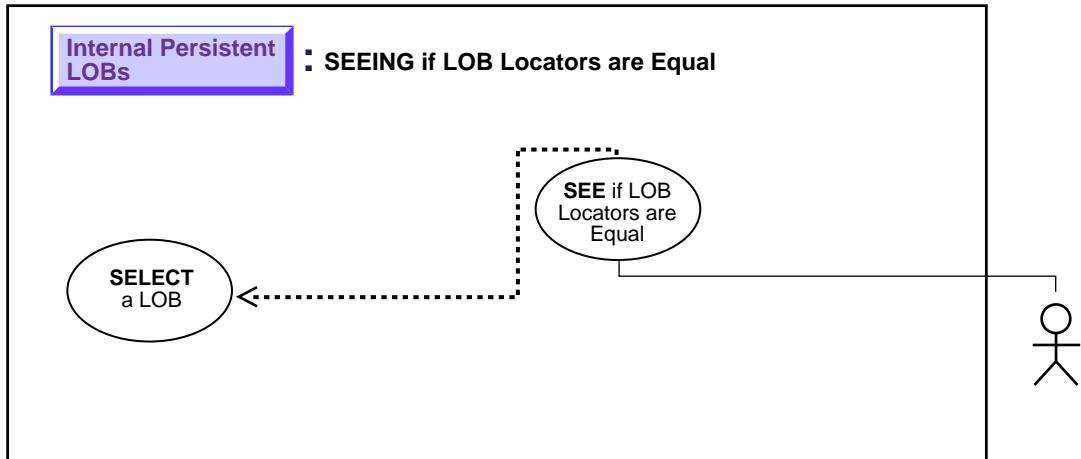 Internal Persistent
LOBs
: SEEING if LOB Locators are Equal
SEE if LOB
Locators are
Equal
SELECT
a LOB